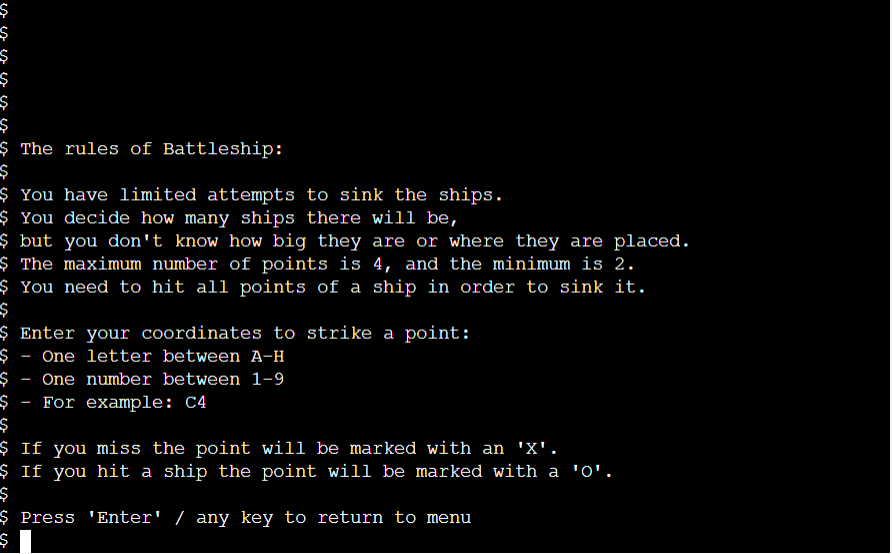 $
$
$
$
$
$
$ The rules of Battleship:
$
$ You have limited attempts to sink the ships.
$ You decide how many ships there will be,
$ but you don't know how big they are or where they are placed.
$ The maximum number of points is 4, and the minimum is 2.
$ You need to hit all points of a ship in order to sink it.
$
$ Enter your coordinates to strike a point:
$ - One letter between A-H
$ - One number between 1-9
$ - For example: C4
$
$ If you miss the point will be marked with an 'X'.
$ If you hit a ship the point will be marked with a 'O'.
$
$ Press 'Enter' / any key to return to menu
$